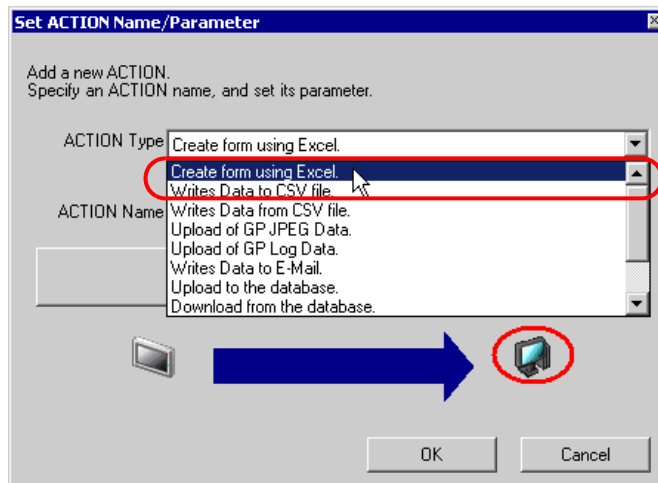 Set ACTION Name/Parameter
Add a new ACTION.
Specify an ACTION name, and set its parameter.
ACTION Type
Create form using Excel.
Create form using Excel.
Writes Data to CSV file.
ACTION Name
Writes Data from CSV file.
Upload of GP JPEG Data.
Upload of GP Log Data.
Writes Data to E-Mail.
Upload to the database.
Download from the database.
OK
Cancel